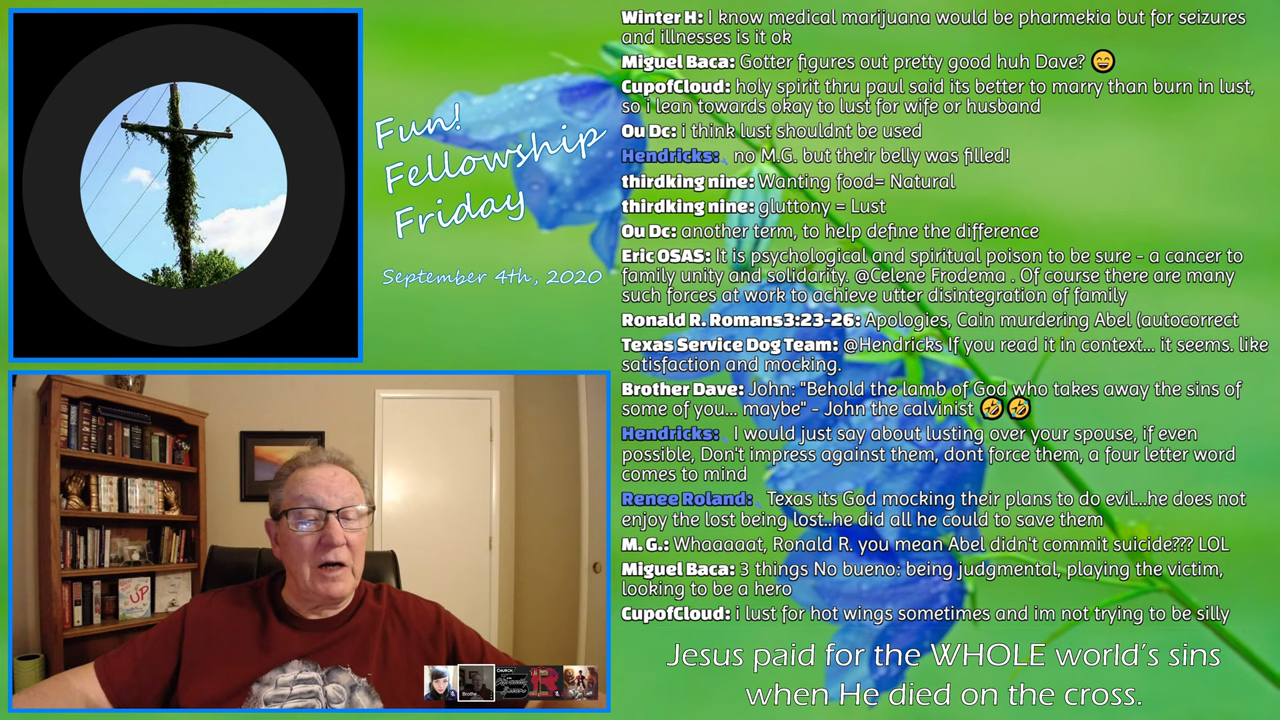 Fun!
Fellowship
Friday
September 4th, 2020
Winter H: I know medical marijuana would be pharmekia but for seizures
and illnesses is it ok
Miguel Baca: Gotter figures out pretty good huh Dave? 😄
CupofCloud: holy spirit thru paul said its better to marry than burn in lust,
so i lean towards okay to lust for wife or husband
Ou Dc: i think lust shouldnt be used
Hendricks: no M.G. but their belly was filled!
thirdking nine: Wanting food= Natural
thirdking nine: gluttony = Lust
Ou Dc: another term, to help define the difference
Eric OSAS: It is psychological and spiritual poison to be sure - a cancer to
family unity and solidarity. @Celene Frodema . Of course there are many
such forces at work to achieve utter disintegration of family
Ronald R. Romans3:23-26: Apologies, Cain murdering Abel (autocorrect
Texas Service Dog Team: @Hendricks If you read it in context... it seems. like
satisfaction and mocking.
Brother Dave: John: "Behold the lamb of God who takes away the sins of
some of you... maybe" - John the calvinist 🤣🤣
Hendricks: I would just say about lusting over your spouse, if even
possible, Don't impress against them, dont force them, a four letter word
comes to mind
Renee Roland: Texas its God mocking their plans to do evil...he does not
enjoy the lost being lost..he did all he could to save them
M. G.: Whaaaaat, Ronald R. you mean Abel didn't commit suicide??? LOL
Miguel Baca: 3 things No bueno: being judgmental, playing the victim,
looking to be a hero
CupofCloud: i lust for hot wings sometimes and im not trying to be silly
Jesus paid for the WHOLE world's sins
when He died on the cross.
UP
Brothe...
CHURCH